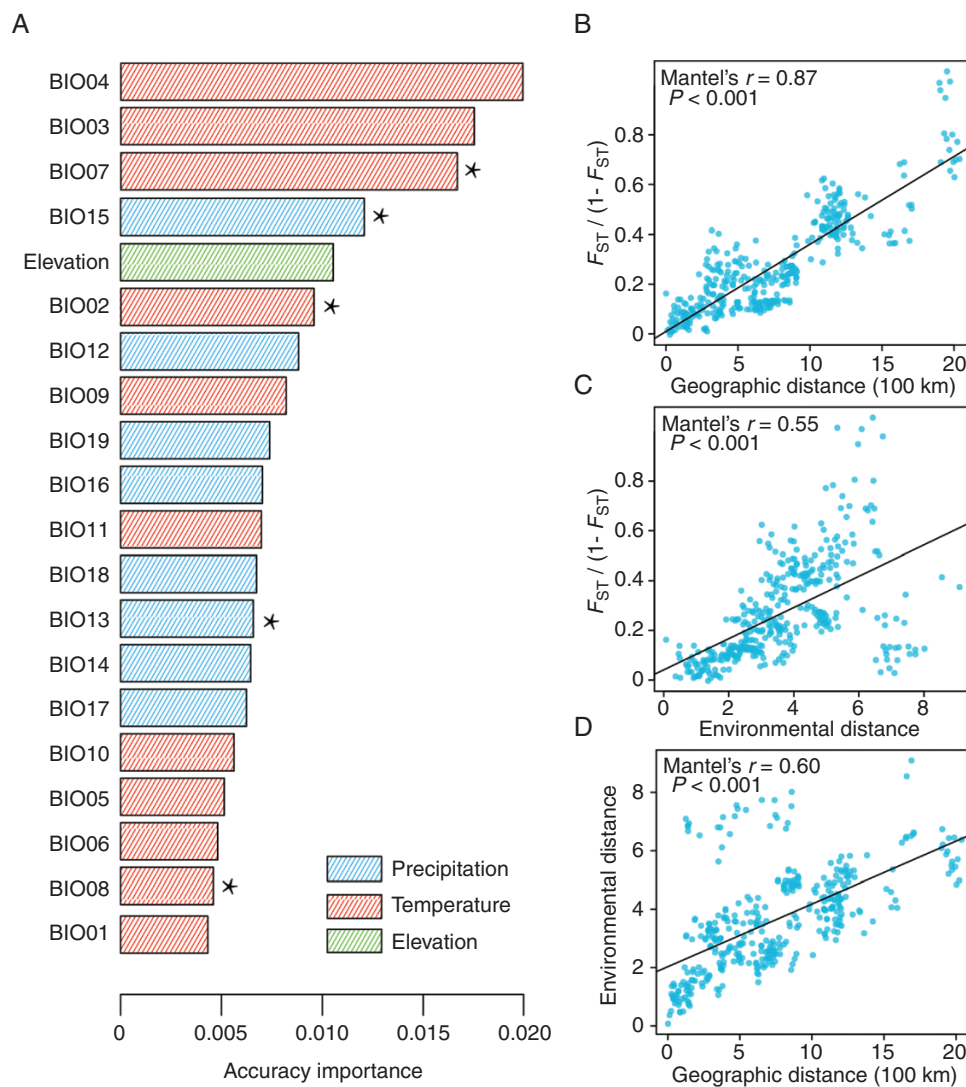 A
BIO04
BIO03
BIO07
BIO15
Elevation
BIO02
BIO12
BIO09
BIO19
BIO16
BIO11
BIO18
BIO13
BIO14
BIO17
BIO10
BIO05
BIO06
BIO08
BIO01
Precipitation
Temperature
Elevation
0 0.005 0.010 0.015 0.020
Accuracy importance
B
Mantel's r = 0.87
P < 0.001
FST / (1- FST)
0.8
0.6
0.4
0.2
0
0 5 10 15 20
Geographic distance (100 km)
C
Mantel's r = 0.55
P < 0.001
FST / (1- FST)
0.8
0.6
0.4
0.2
0
0 2 4 6 8
Environmental distance
D
Mantel's r = 0.60
P < 0.001
Environmental distance
8
6
4
2
0
0 5 10 15 20
Geographic distance (100 km)